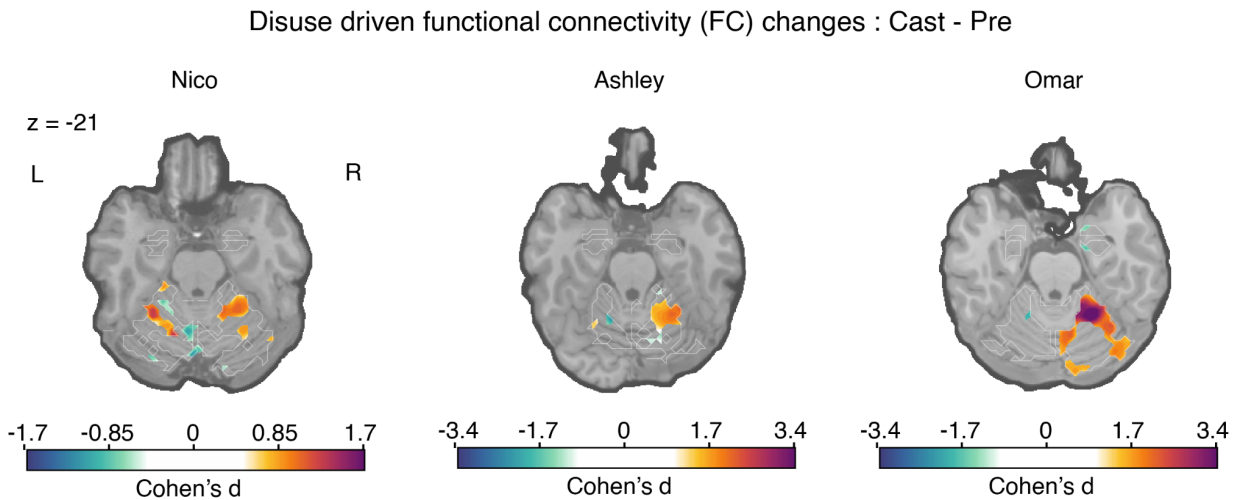 Disuse driven functional connectivity (FC) changes : Cast - Pre
Nico
Ashley
Omar
z = -21
L
R
-1.7 -0.85 0 0.85 1.7
Cohen's d
-3.4 -1.7 0 1.7 3.4
Cohen's d
-3.4 -1.7 0 1.7 3.4
Cohen's d